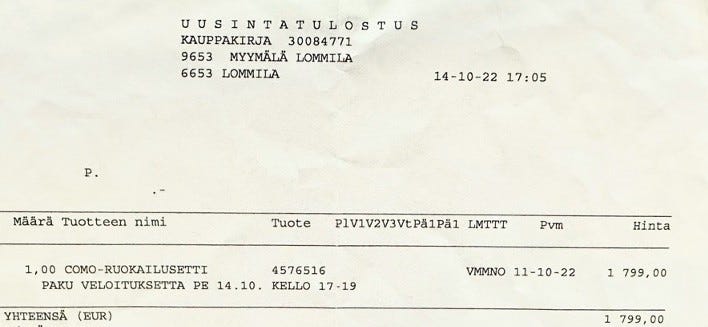 U U S I N T A T U L O S T U S
KAUPPAKIRJA 30084771
9653 MYYMÄLÄ LOMMILA
6653 LOMMILA 14-10-22 17:05
P.
.-
Määrä Tuotteen nimi Tuote PlV1V2V3VtPä1Pä1 LMTTT Pvm Hinta
1,00 COMO-RUOKAILUSETTI 4576516 VMMNO 11-10-22 1 799,00
PAKU VELOITUKSETTA PE 14.10. KELLO 17-19
YHTEENSÄ (EUR) 1 799,00